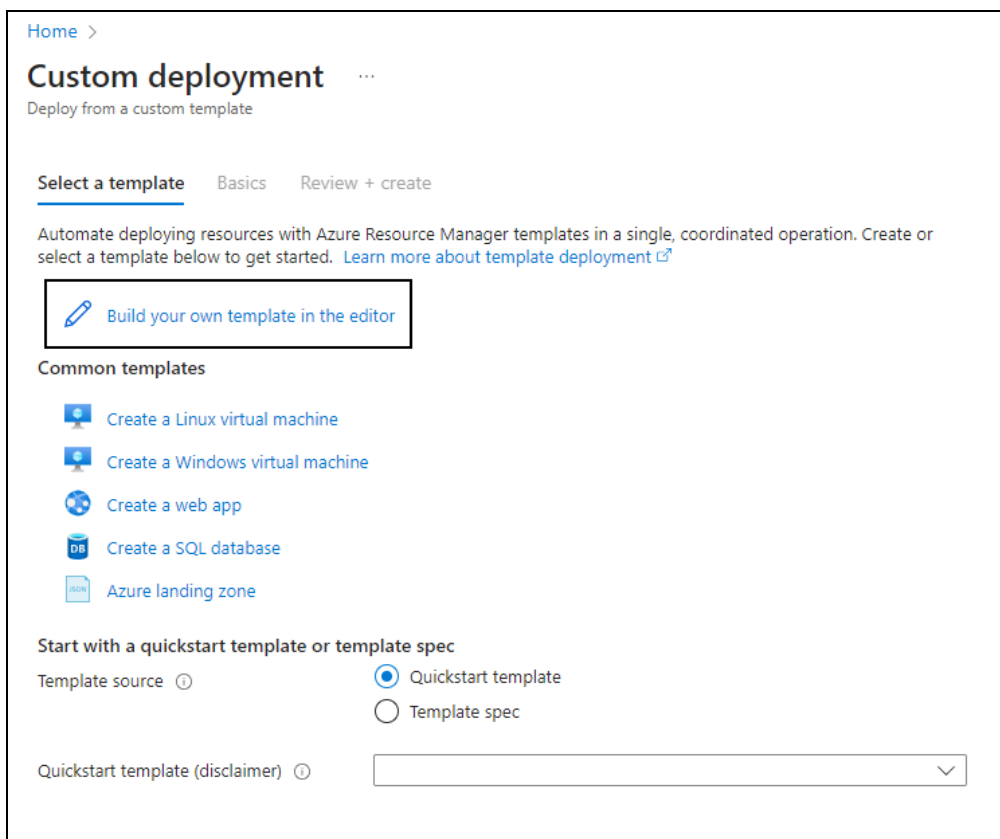 Home >
Custom deployment ...
Deploy from a custom template
Select a template Basics Review + create
Automate deploying resources with Azure Resource Manager templates in a single, coordinated operation. Create or
select a template below to get started. Learn more about template deployment
Build your own template in the editor
Common templates
Create a Linux virtual machine
Create a Windows virtual machine
Create a web app
DB Create a SQL database
JSON Azure landing zone
Start with a quickstart template or template spec
Template source Quickstart template
Template spec
Quickstart template (disclaimer)